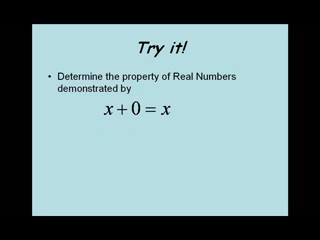 Try it!
• Determine the property of Real Numbers
demonstrated by
x + 0 = x